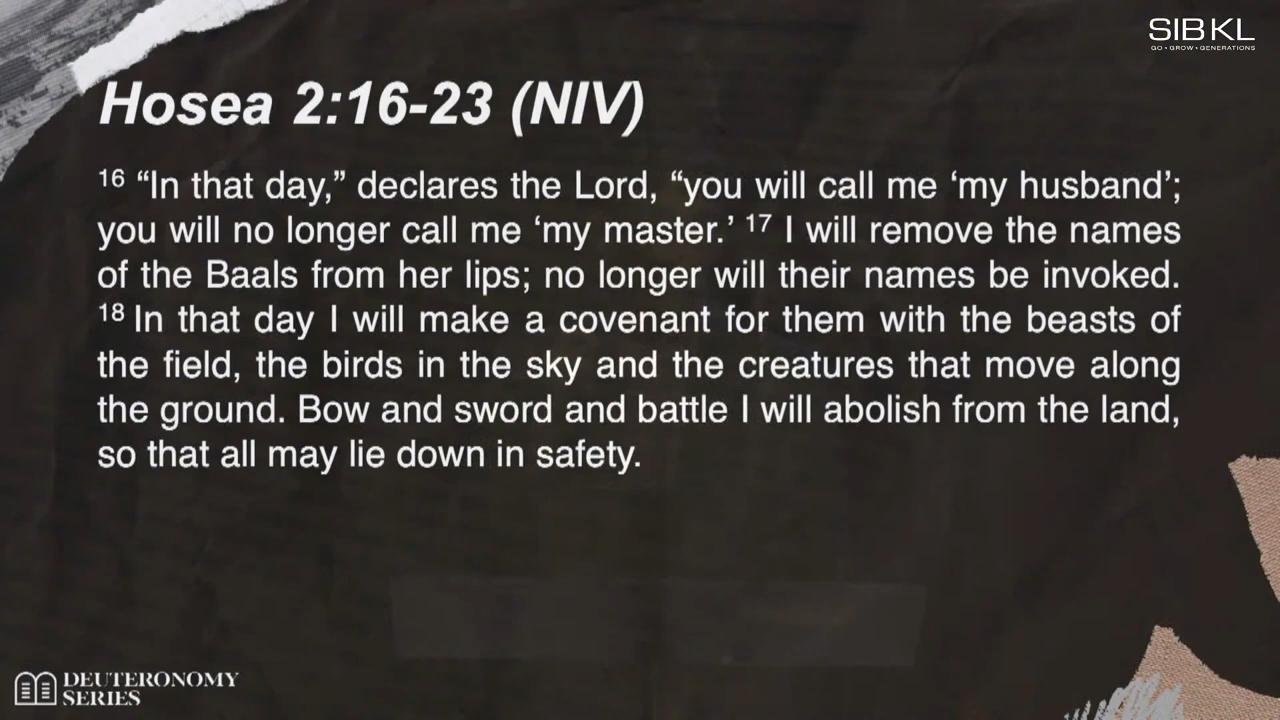 SIBKL
GO • GROW • GENERATIONS
Hosea 2:16-23 (NIV)
16 “In that day,” declares the Lord, “you will call me ‘my husband’;
you will no longer call me ‘my master.’ 17 I will remove the names
of the Baals from her lips; no longer will their names be invoked.
18 In that day I will make a covenant for them with the beasts of
the field, the birds in the sky and the creatures that move along
the ground. Bow and sword and battle I will abolish from the land,
so that all may lie down in safety.
DEUTERONOMY
SERIES